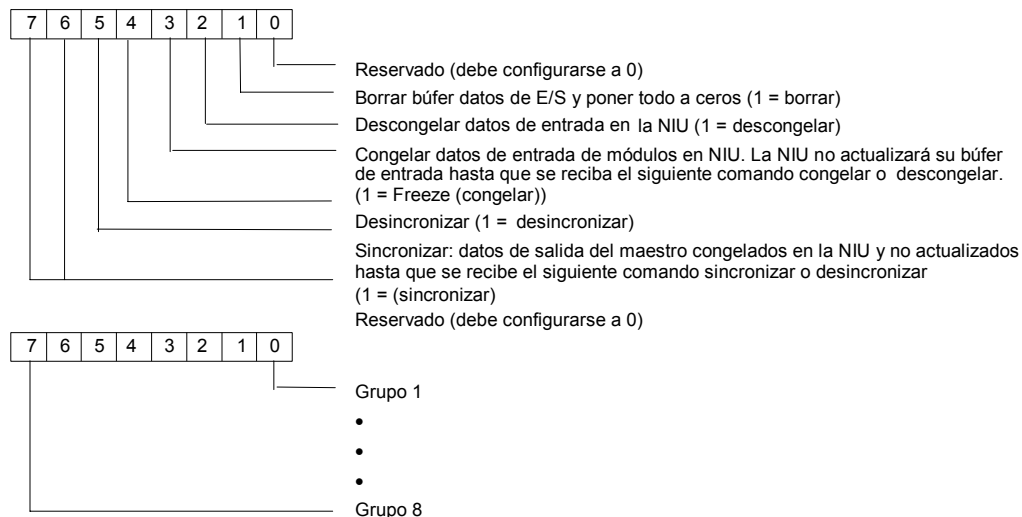 7 6 5 4 3 2 1 0
Reservado (debe configurarse a 0)
Borrar búfer datos de E/S y poner todo a ceros (1 = borrar)
Descongelar datos de entrada en la NIU (1 = descongelar)
Congelar datos de entrada de módulos en NIU. La NIU no actualizará su búfer
de entrada hasta que se reciba el siguiente comando congelar o descongelar.
(1 = Freeze (congelar))
Desincronizar (1 = desincronizar)
Sincronizar: datos de salida del maestro congelados en la NIU y no actualizados
hasta que se recibe el siguiente comando sincronizar o desincronizar
(1 = (sincronizar)
Reservado (debe configurarse a 0)
7 6 5 4 3 2 1 0
Grupo 1
•
•
•
Grupo 8